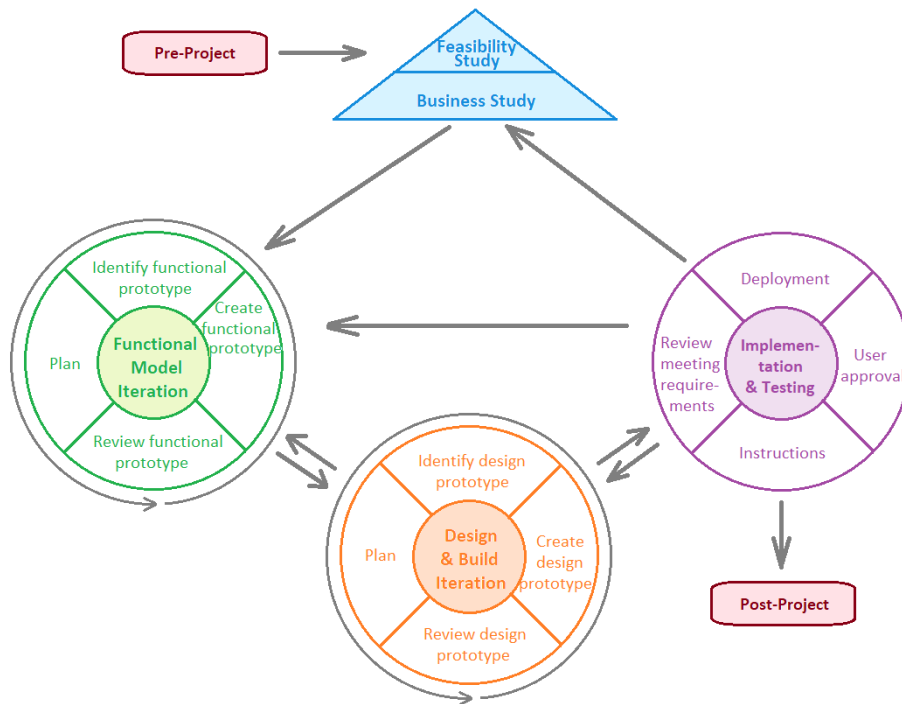 Pre-Project
Feasibility
Study
Business Study
Identify functional
prototype
Create
functional
prototype
Plan
Functional
Model
Iteration
Review functional
prototype
Identify design
prototype
Plan
Design
& Build
Iteration
Create
design
prototype
Review design
prototype
Deployment
Review
meeting
require-
ments
Implemen-
tation
& Testing
User
approval
Instructions
Post-Project